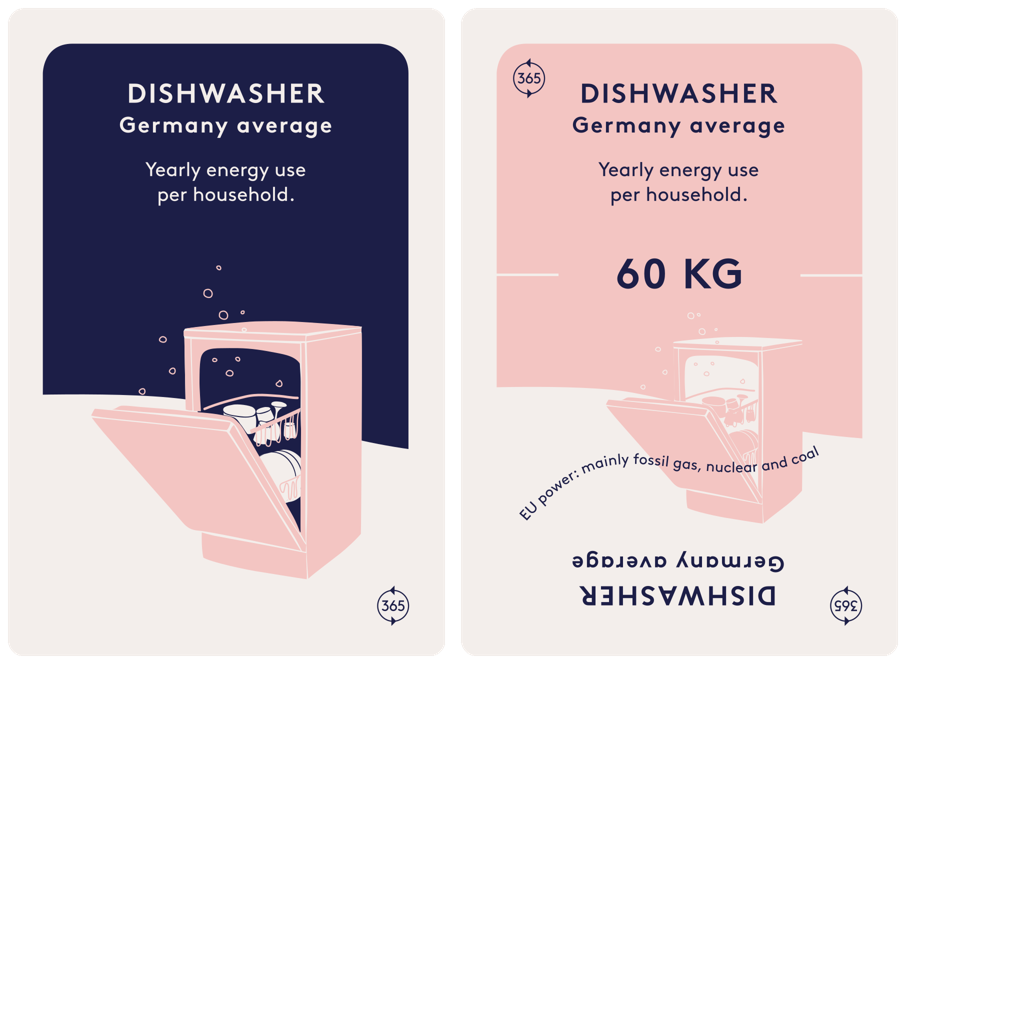 DISHWASHER
Germany average
Yearly energy use
per household.
365
365
DISHWASHER
Germany average
Yearly energy use
per household.
60 KG
EU power: mainly fossil gas, nuclear and coal
Germany average
DISHWASHER
365